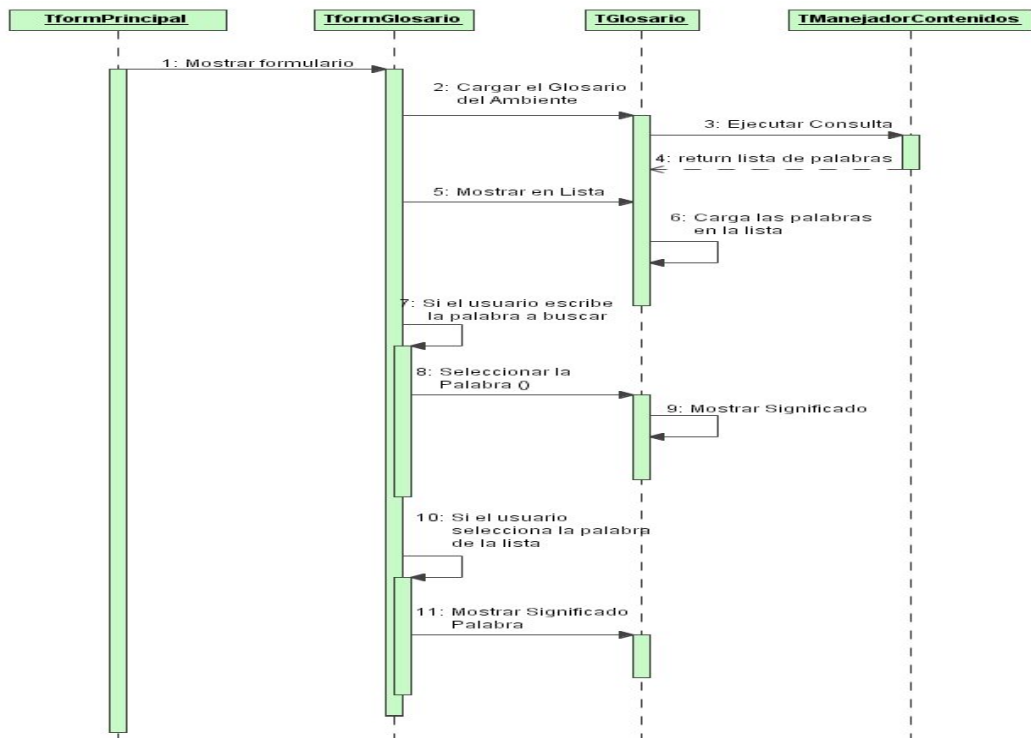 TformPrincipal
TformGlosario
TGlosario
TManejadorContenidos
1: Mostrar formulario
2: Cargar el Glosario
del Ambiente
3: Ejecutar Consulta
4: return lista de palabras
5: Mostrar en Lista
6: Carga las palabras
en la lista
7: Si el usuario escribe
la palabra a buscar
8: Seleccionar la
Palabra ()
9: Mostrar Significado
10: Si el usuario
selecciona la palabra
de la lista
11: Mostrar Significado
Palabra